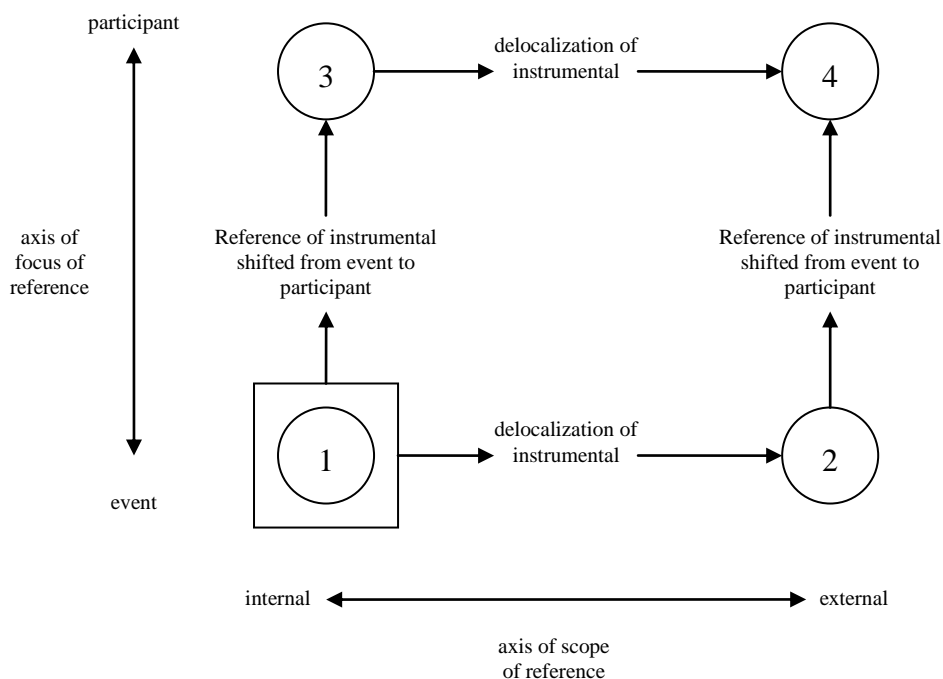 participant
delocalization of
instrumental
3
4
axis of
focus of
reference
Reference of instrumental
shifted from event to
participant
Reference of instrumental
shifted from event to
participant
delocalization of
instrumental
1
2
event
internal
external
axis of scope
of reference